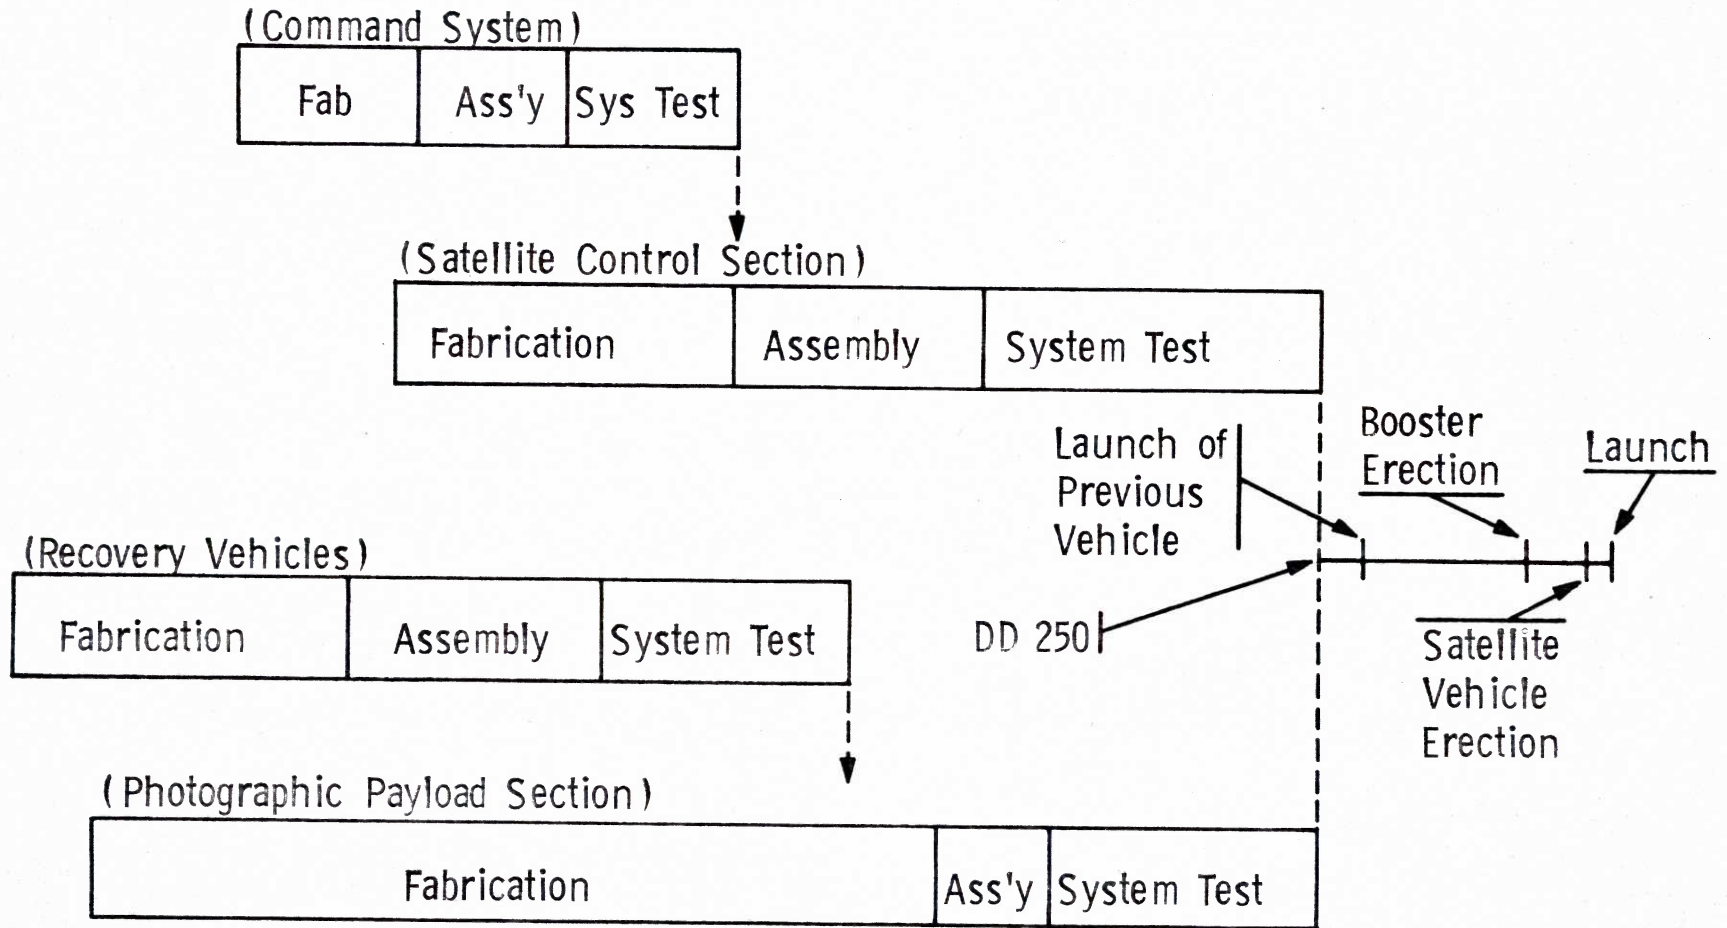 (Command System)
Fab Ass'y Sys Test
(Satellite Control Section)
Fabrication Assembly System Test
Launch of
Previous
Vehicle
Booster
Erection
Launch
(Recovery Vehicles)
Fabrication Assembly System Test
DD 250
Satellite
Vehicle
Erection
(Photographic Payload Section)
Fabrication Ass'y System Test